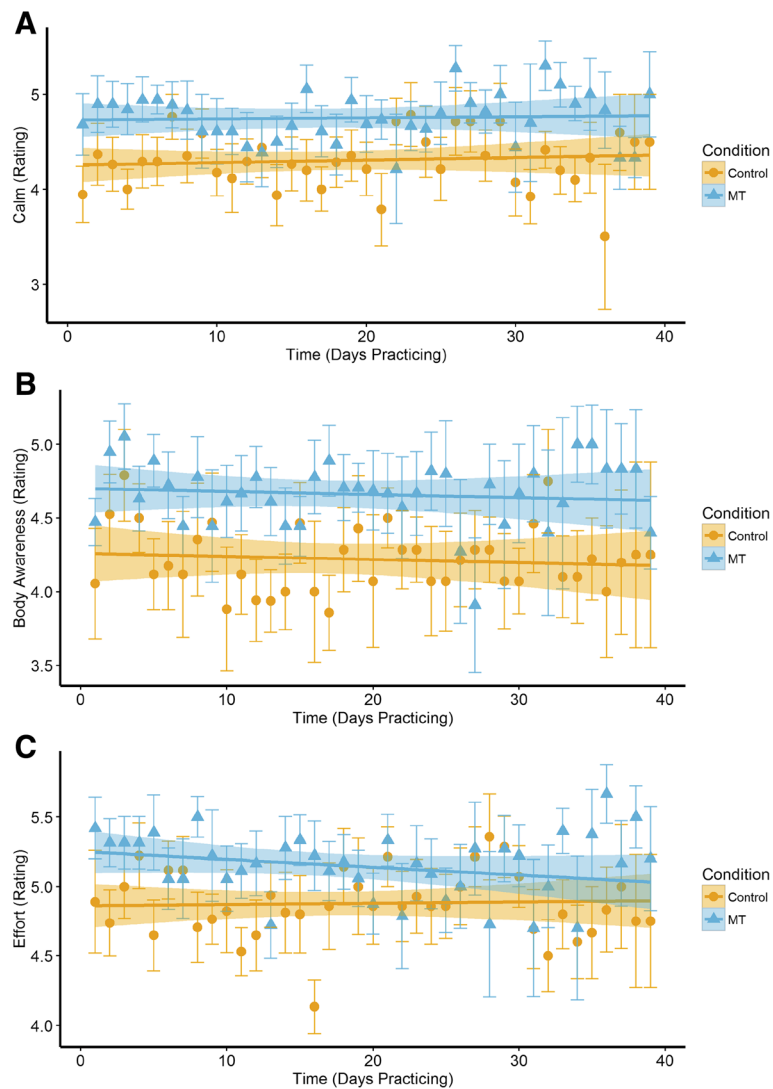 A
Calm (Rating)
5
4
3
0
10
20
30
40
Time (Days Practicing)
Condition
Control
MT
B
Body Awareness (Rating)
5.0
4.5
4.0
3.5
0
10
20
30
40
Time (Days Practicing)
Condition
Control
MT
C
Effort (Rating)
5.5
5.0
4.5
4.0
0
10
20
30
40
Time (Days Practicing)
Condition
Control
MT